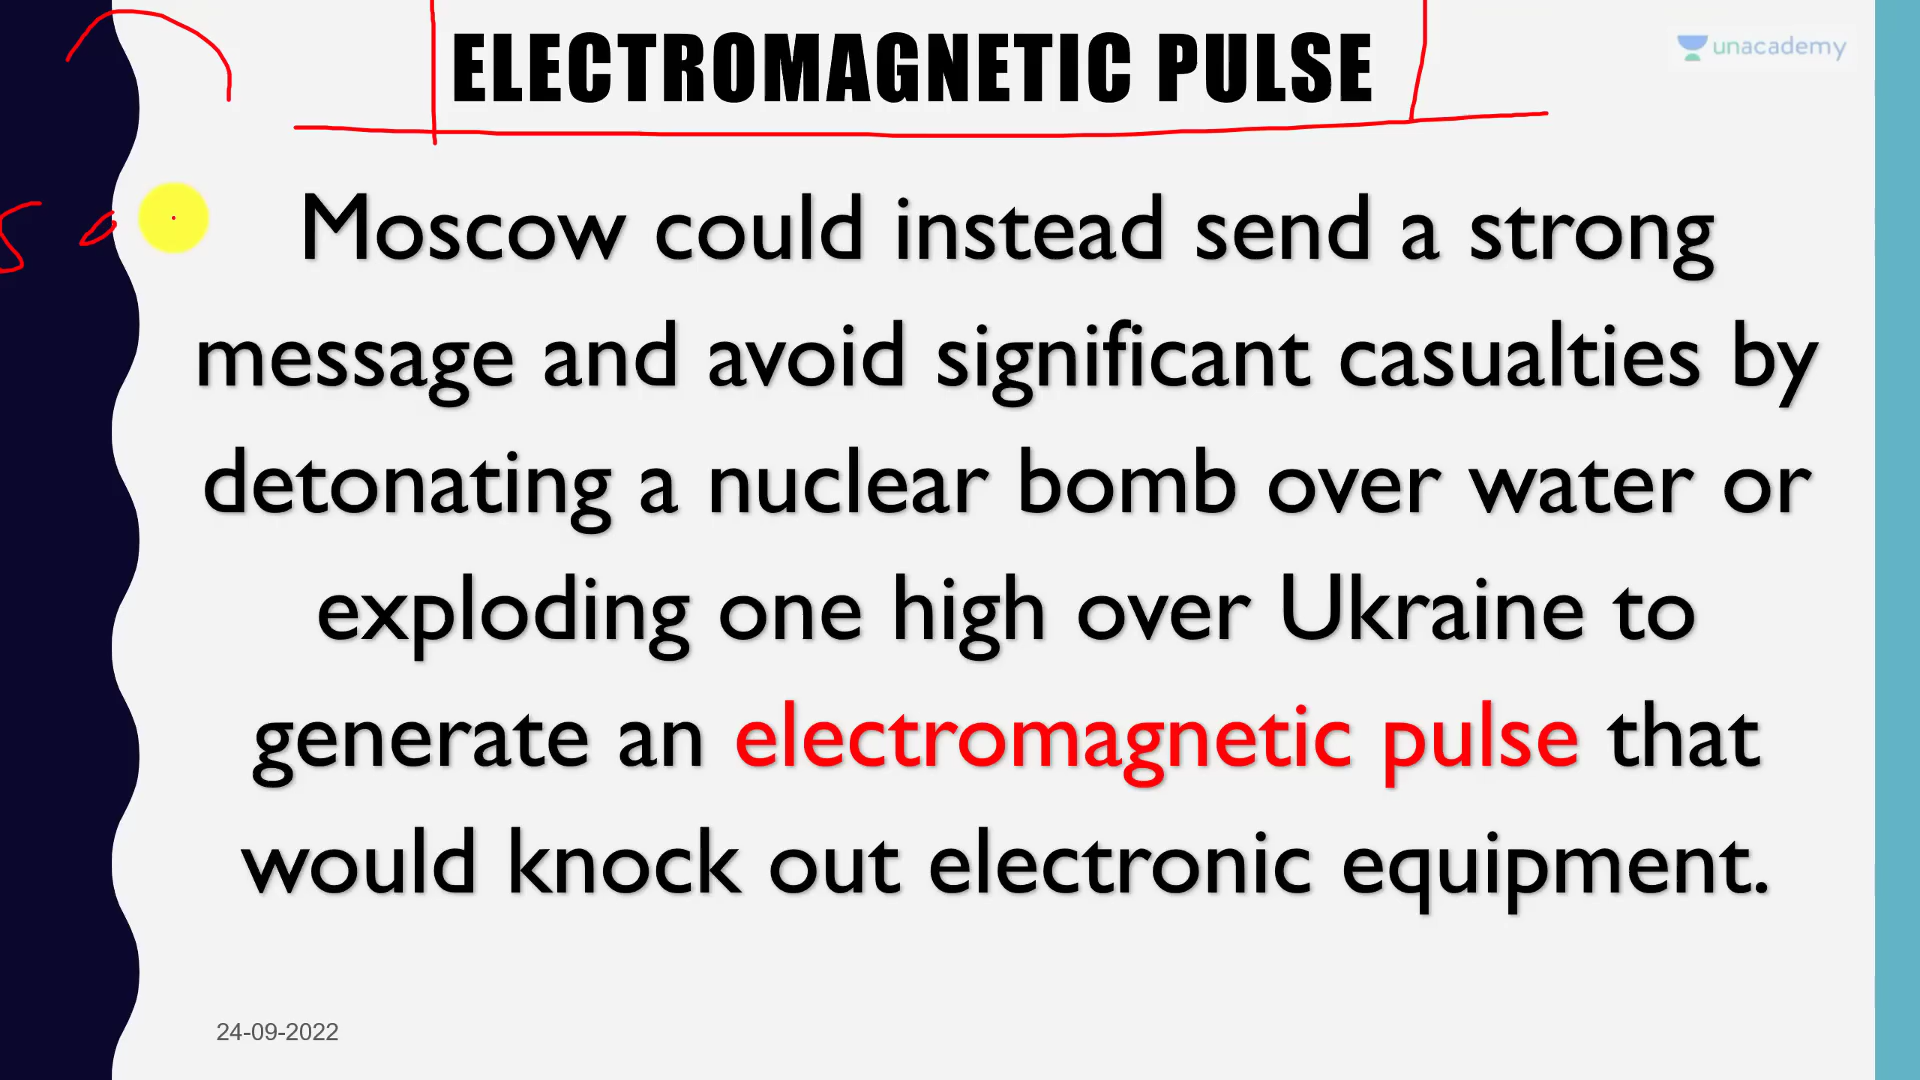 ELECTROMAGNETIC PULSE
unacademy
Moscow could instead send a strong
message and avoid significant casualties by
detonating a nuclear bomb over water or
exploding one high over Ukraine to
generate an electromagnetic pulse that
would knock out electronic equipment.
24-09-2022